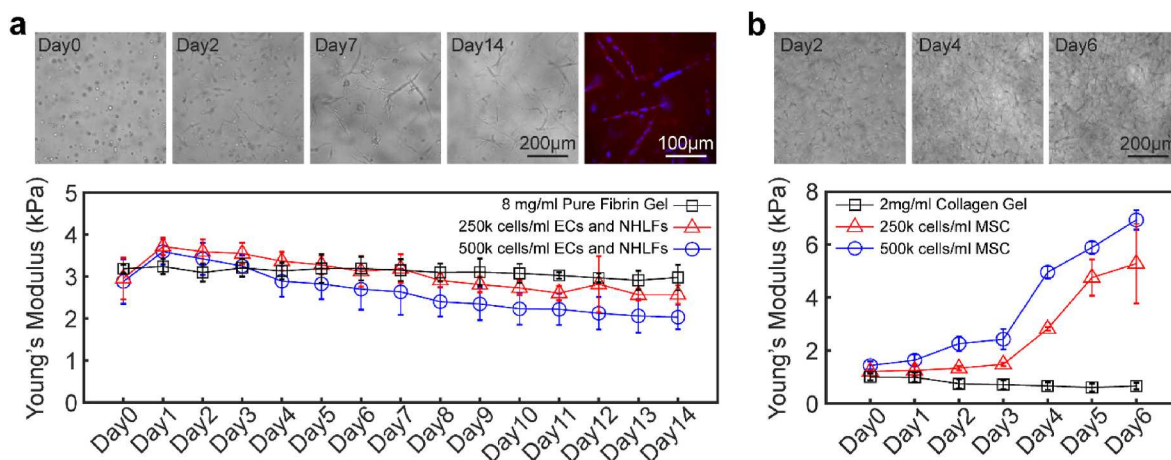 a
Day0
Day2
Day7
Day14
200μm
100μm
Young's Modulus (kPa)
5
4
3
2
1
0
8 mg/ml Pure Fibrin Gel
250k cells/ml ECs and NHLFs
500k cells/ml ECs and NHLFs
Day0
Day1
Day2
Day3
Day4
Day5
Day6
Day7
Day8
Day9
Day10
Day11
Day12
Day13
Day14
b
Day2
Day4
Day6
200μm
Young's Modulus (kPa)
8
6
4
2
0
2mg/ml Collagen Gel
250k cells/ml MSC
500k cells/ml MSC
Day0
Day1
Day2
Day3
Day4
Day5
Day6